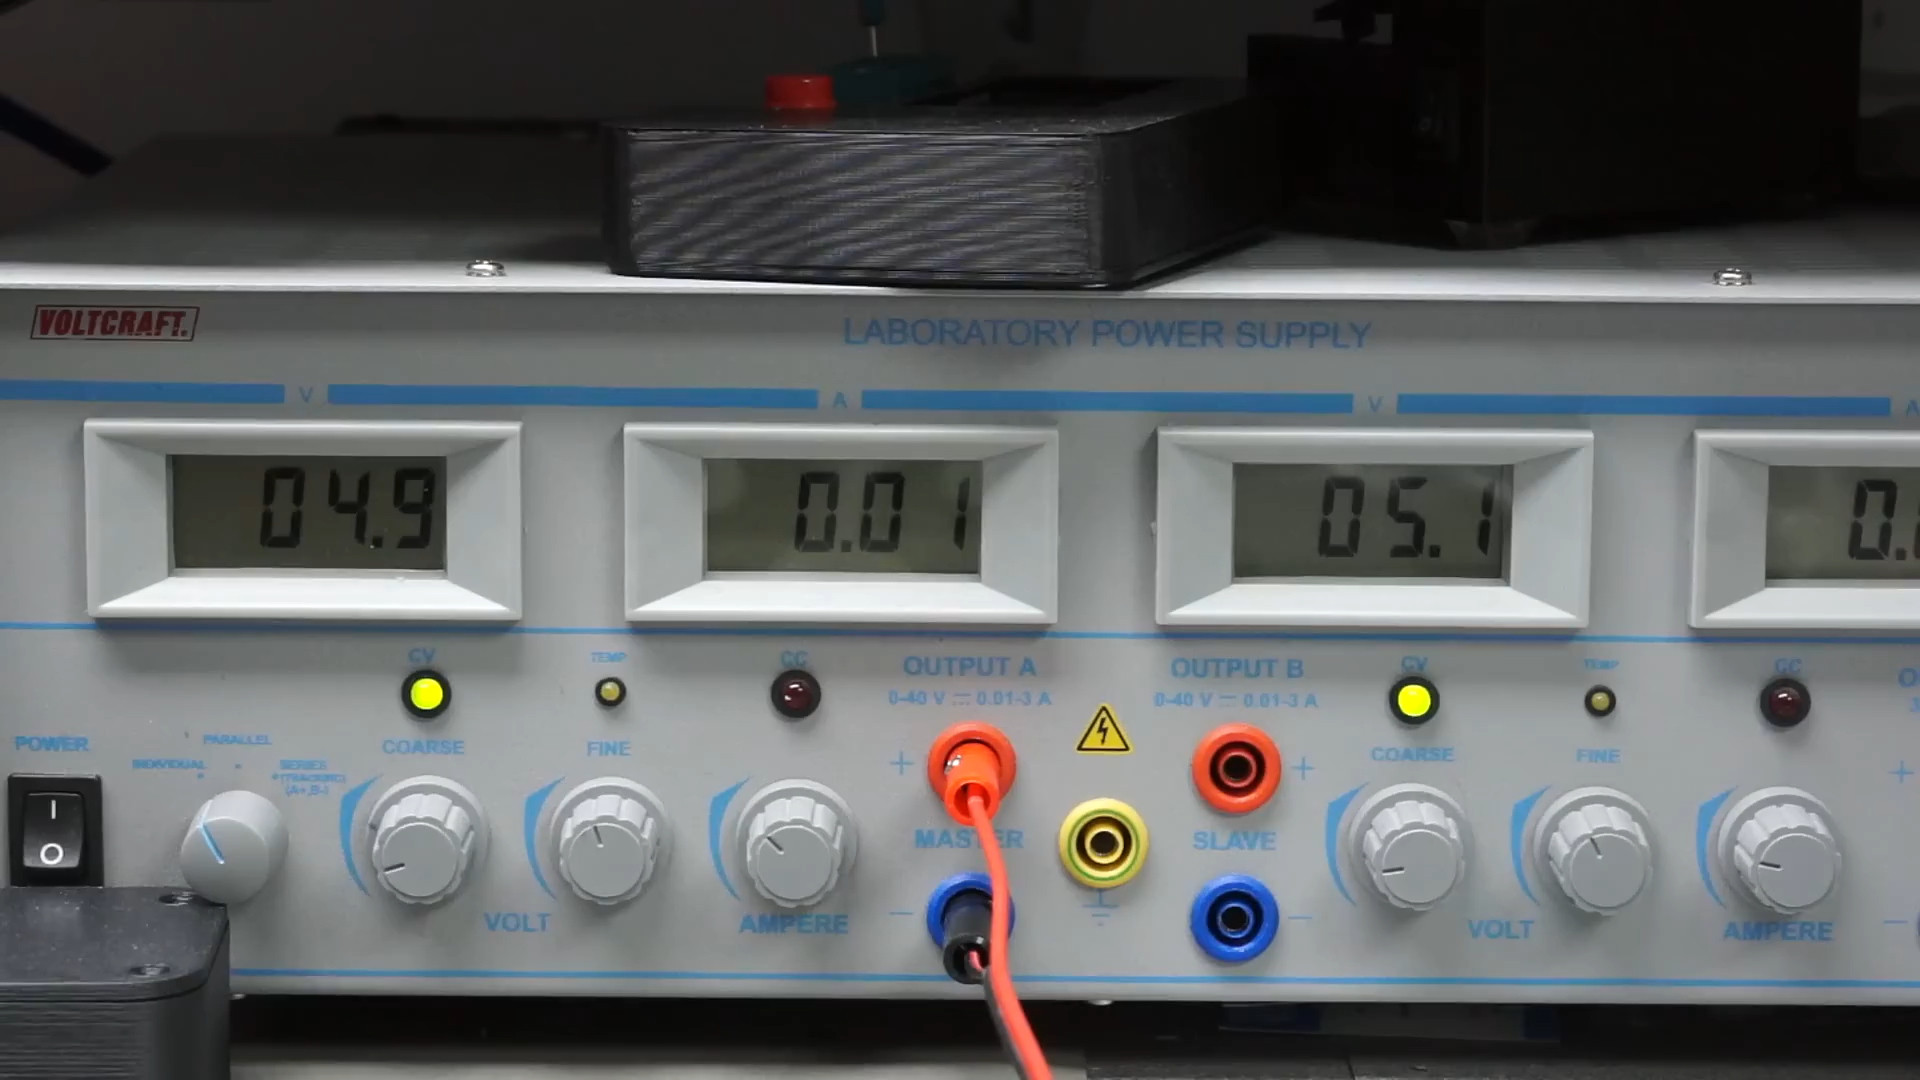 VOLTCRAFT.
LABORATORY POWER SUPPLY
V A V A
04.9 0.01 05.1 0.
CV TEMP CC OUTPUT A OUTPUT B CV TEMP CC
0-40 V ⎓ 0.01-3 A 0-40 V ⎓ 0.01-3 A
POWER INDIVIDUAL PARALLEL SERIES
(TRACKING)
(A+,B-)
COARSE FINE + + COARSE FINE +
I
O
MASTER SLAVE
VOLT AMPERE − − VOLT AMPERE −